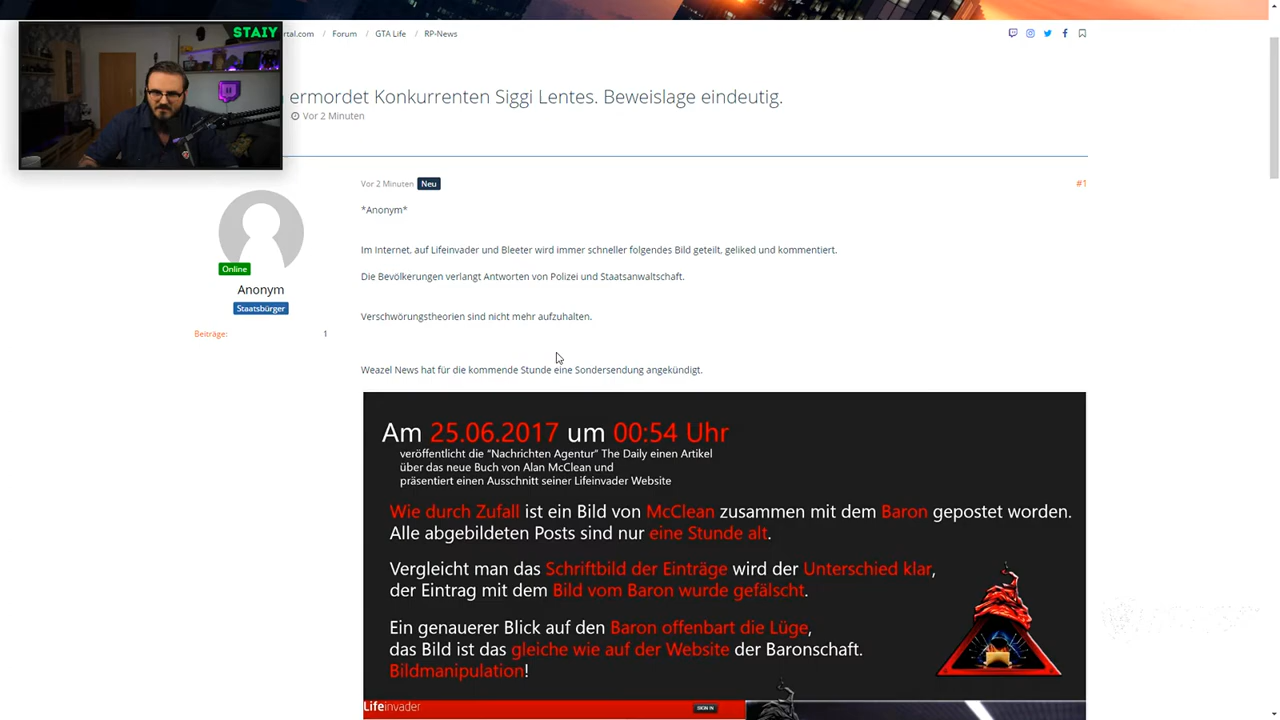 STAIY
rtal.com / Forum / GTA Life / RP-News
ermordet Konkurrenten Siggi Lentes. Beweislage eindeutig.
Vor 2 Minuten
Vor 2 Minuten Neu
#1
*Anonym*
Im Internet, auf Lifeinvader und Bleeter wird immer schneller folgendes Bild geteilt, geliked und kommentiert.
Die Bevölkerungen verlangt Antworten von Polizei und Staatsanwaltschaft.
Verschwörungstheorien sind nicht mehr aufzuhalten.
Weazel News hat für die kommende Stunde eine Sondersendung angekündigt.
Online
Anonym
Staatsbürger
Beiträge: 1
Am 25.06.2017 um 00:54 Uhr
veröffentlicht die "Nachrichten Agentur" The Daily einen Artikel
über das neue Buch von Alan McClean und
präsentiert einen Ausschnitt seiner Lifeinvader Website
Wie durch Zufall ist ein Bild von McClean zusammen mit dem Baron gepostet worden.
Alle abgebildeten Posts sind nur eine Stunde alt.
Vergleicht man das Schriftbild der Einträge wird der Unterschied klar,
der Eintrag mit dem Bild vom Baron wurde gefälscht.
Ein genauerer Blick auf den Baron offenbart die Lüge,
das Bild ist das gleiche wie auf der Website der Baronschaft.
Bildmanipulation!
Lifeinvader
SIGN IN